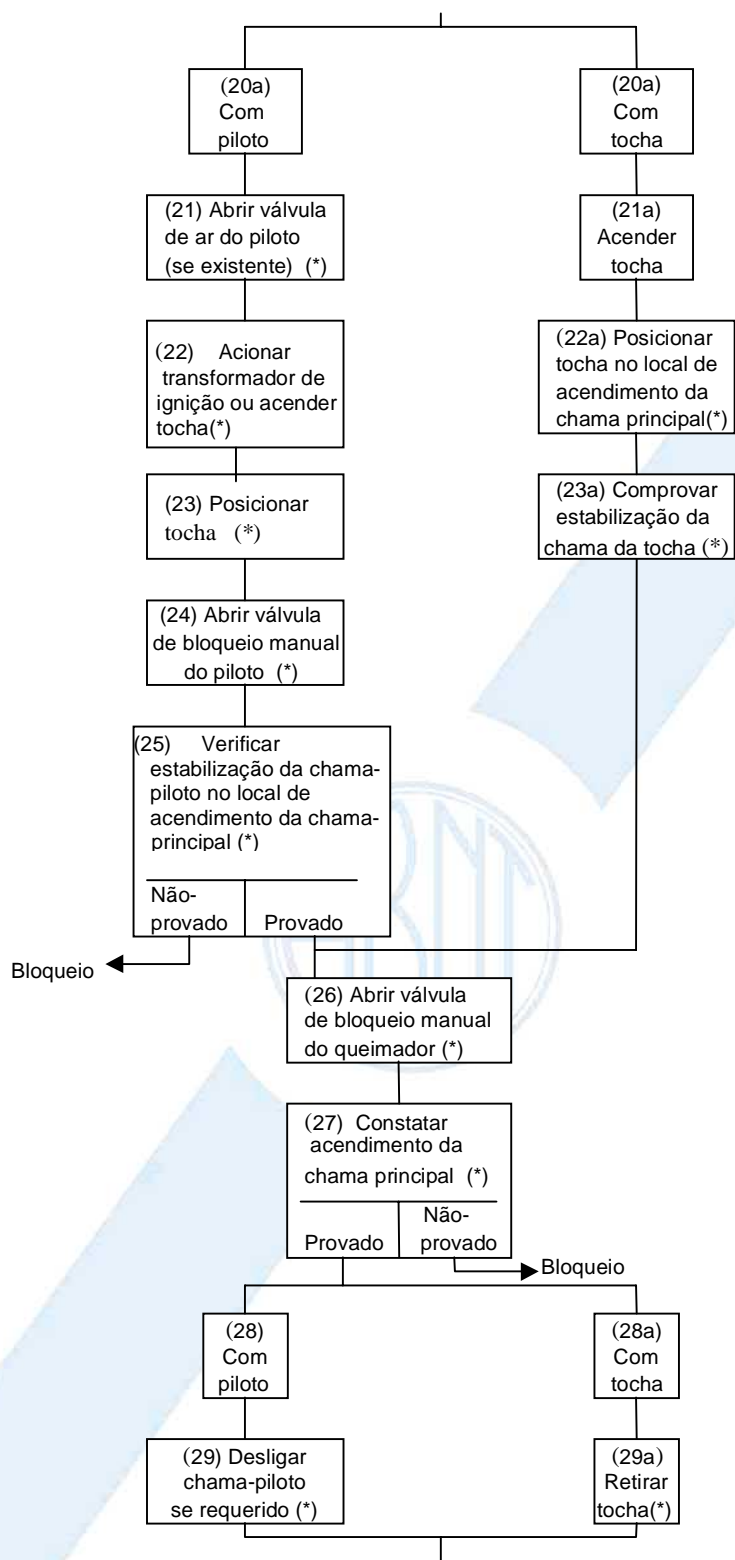 (20a)
Com
piloto
(20a)
Com
tocha
(21) Abrir válvula
de ar do piloto
(se existente) (*)
(21a)
Acender
tocha
(22) Acionar
transformador de
ignição ou acender
tocha(*)
(22a) Posicionar
tocha no local de
acendimento da
chama principal(*)
(23) Posicionar
tocha (*)
(23a) Comprovar
estabilização da
chama da tocha (*)
(24) Abrir válvula
de bloqueio manual
do piloto (*)
(25) Verificar
estabilização da chama-
piloto no local de
acendimento da chama-
principal (*)
Não-
provado
Provado
Bloqueio
(26) Abrir válvula
de bloqueio manual
do queimador (*)
(27) Constatar
acendimento da
chama principal (*)
Provado
Não-
provado
Bloqueio
(28)
Com
piloto
(28a)
Com
tocha
(29) Desligar
chama-piloto
se requerido (*)
(29a)
Retirar
tocha(*)
ABNT